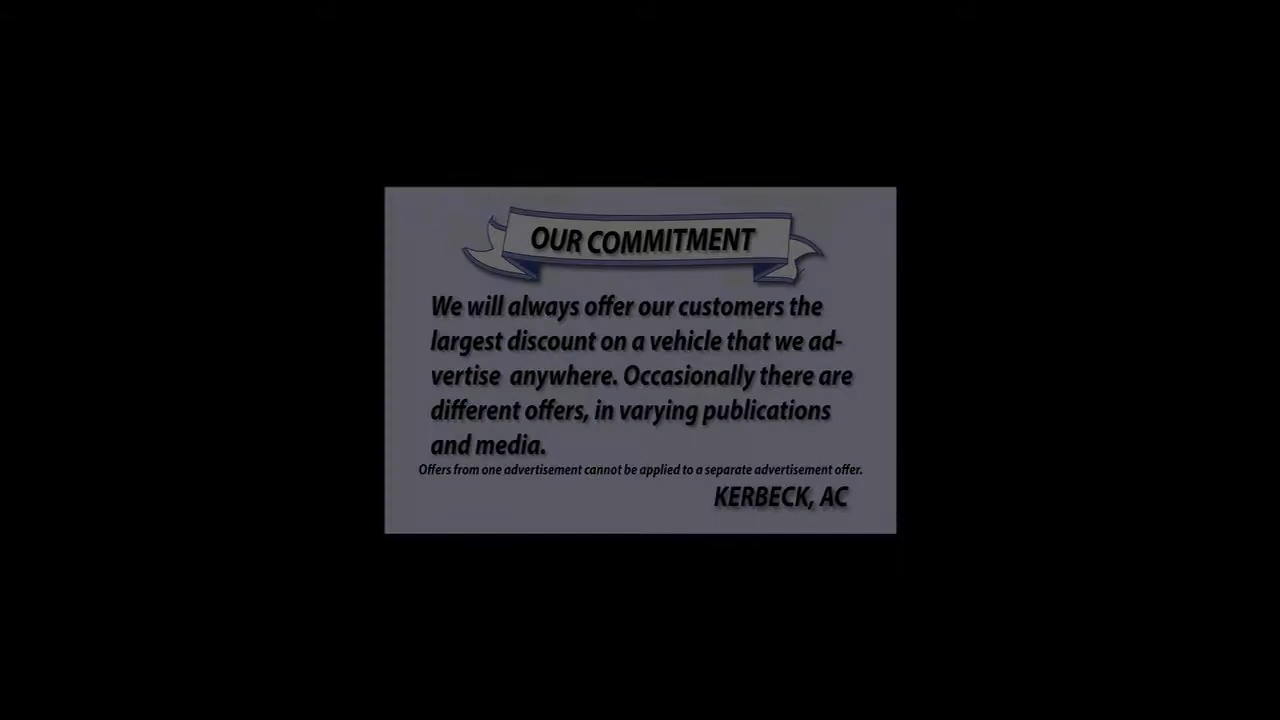 OUR COMMITMENT
We will always offer our customers the
largest discount on a vehicle that we ad-
vertise anywhere. Occasionally there are
different offers, in varying publications
and media.
Offers from one advertisement cannot be applied to a separate advertisement offer.
KERBECK, AC